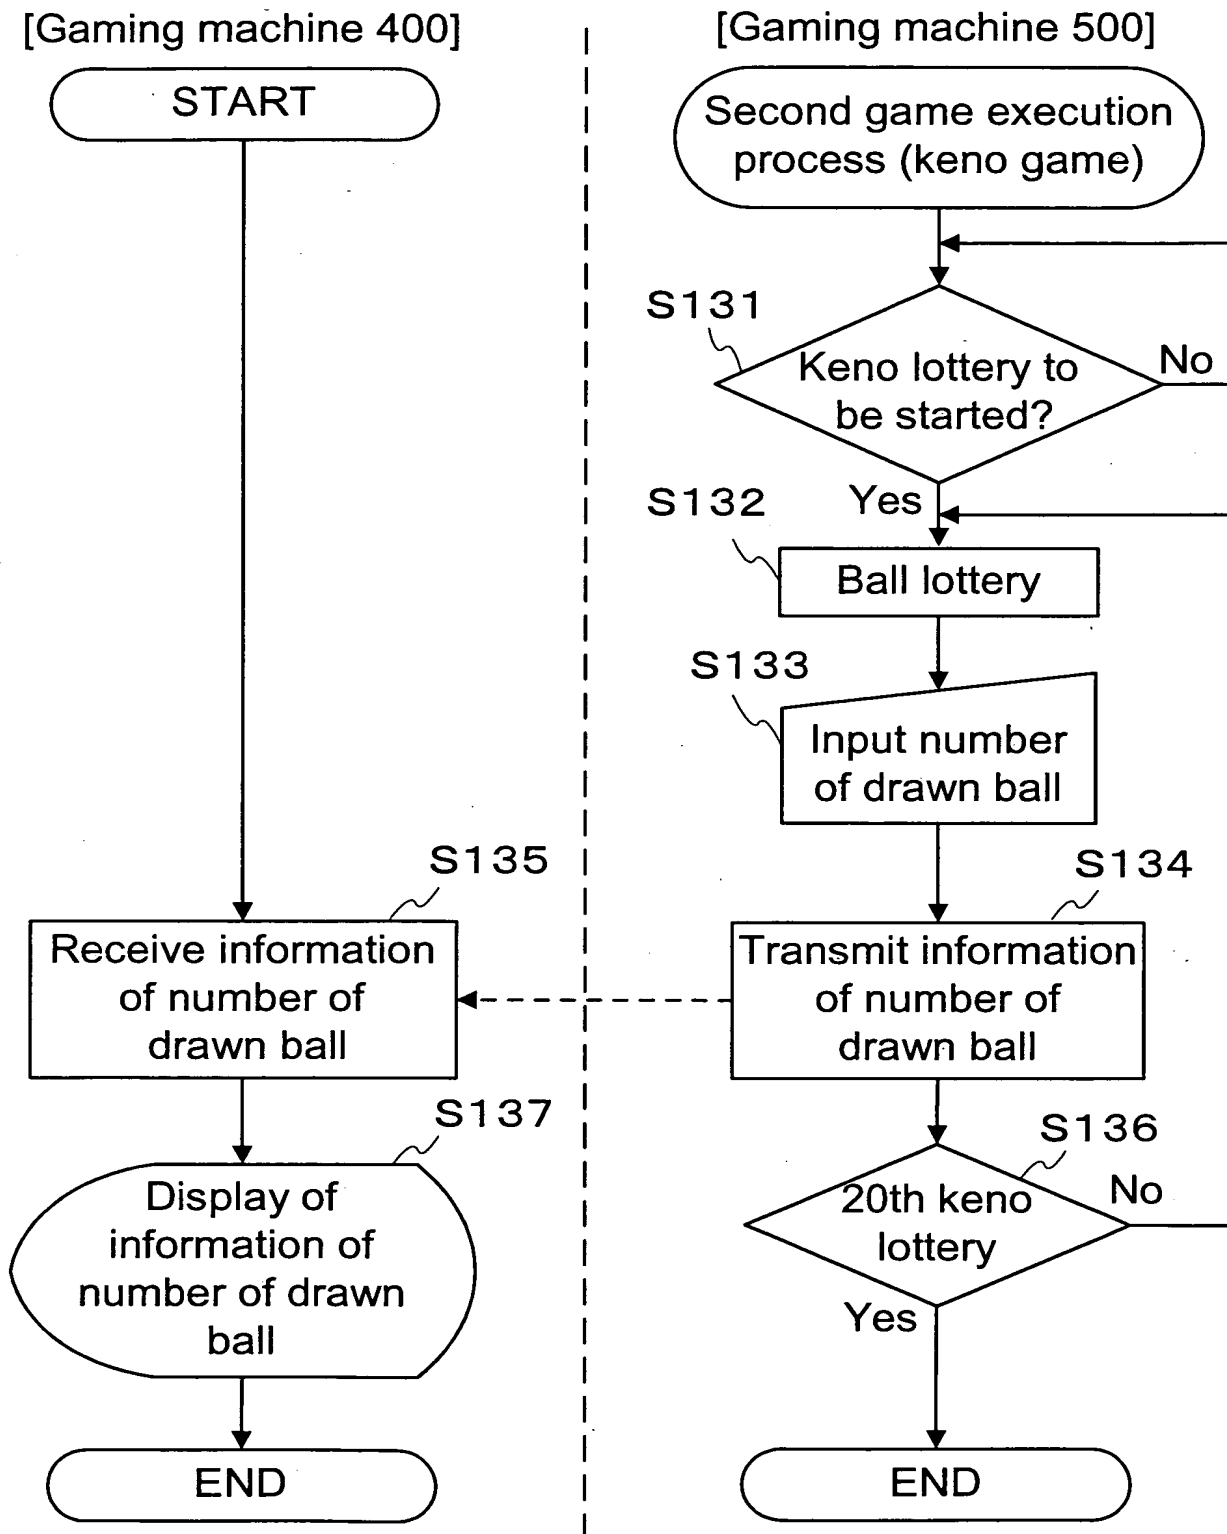 [Gaming machine 400]
START
S135
Receive information
of number of
drawn ball
S137
Display of
information of
number of drawn
ball
END
[Gaming machine 500]
Second game execution
process (keno game)
S131
Keno lottery to
be started?
No
Yes
S132
Ball lottery
S133
Input number
of drawn ball
S134
Transmit information
of number of
drawn ball
S136
20th keno
lottery
No
Yes
END